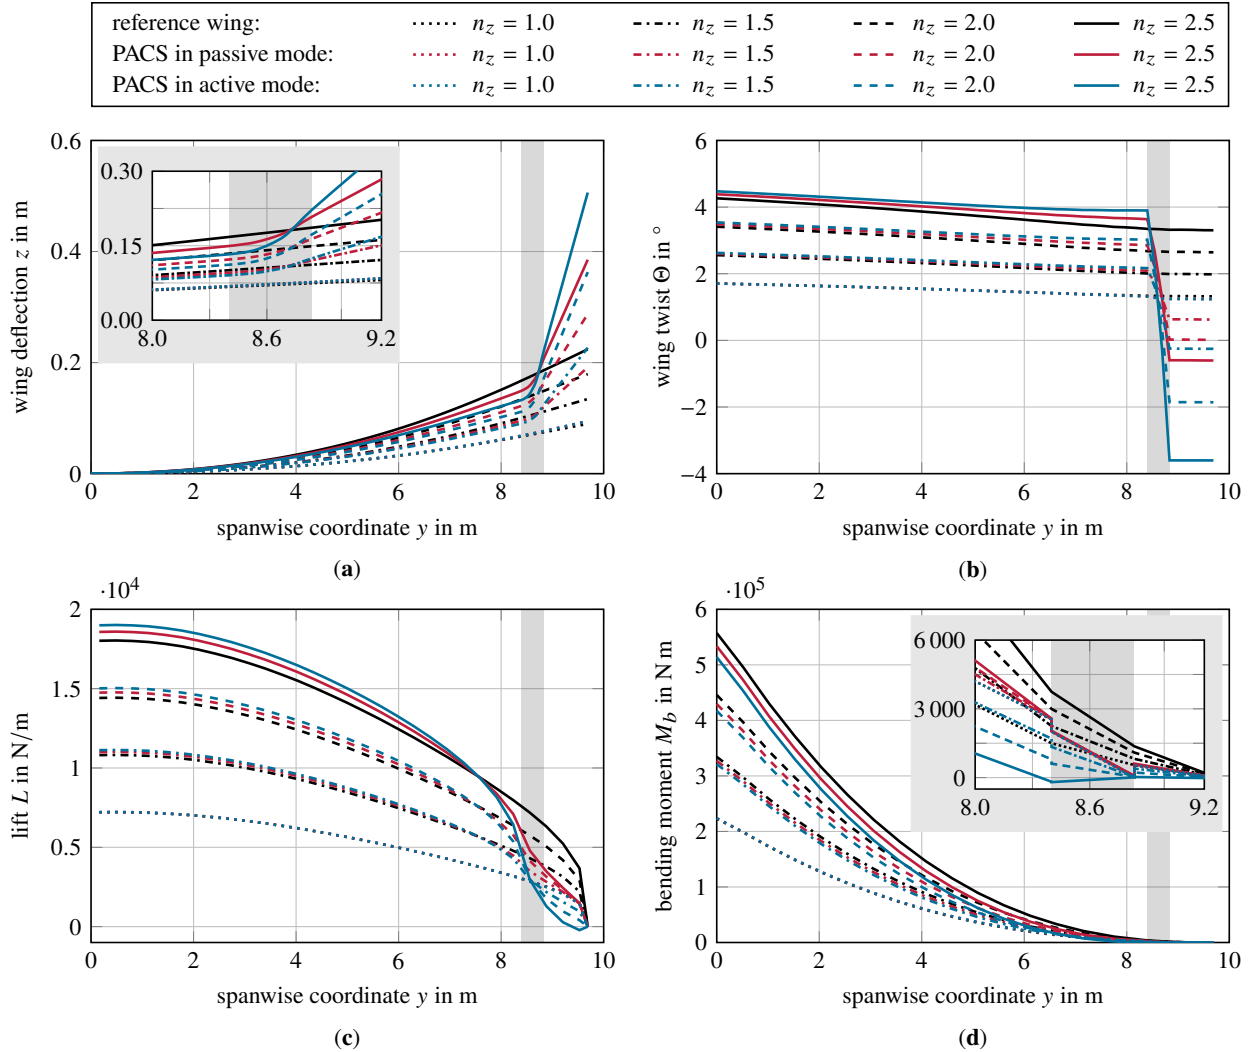 reference wing: n_z = 1.0 n_z = 1.5 n_z = 2.0 n_z = 2.5
PACS in passive mode: n_z = 1.0 n_z = 1.5 n_z = 2.0 n_z = 2.5
PACS in active mode: n_z = 1.0 n_z = 1.5 n_z = 2.0 n_z = 2.5
wing deflection z in m
0.6
0.4
0.2
0
0.30
0.15
0.00
8.0 8.6 9.2
0 2 4 6 8 10
spanwise coordinate y in m
(a)
wing twist Θ in °
6
4
2
0
−2
−4
0 2 4 6 8 10
spanwise coordinate y in m
(b)
·10⁴
lift L in N/m
2
1.5
1
0.5
0
0 2 4 6 8 10
spanwise coordinate y in m
(c)
·10⁵
bending moment M_b in N m
6
5
4
3
2
1
0
6 000
3 000
0
8.0 8.6 9.2
0 2 4 6 8 10
spanwise coordinate y in m
(d)